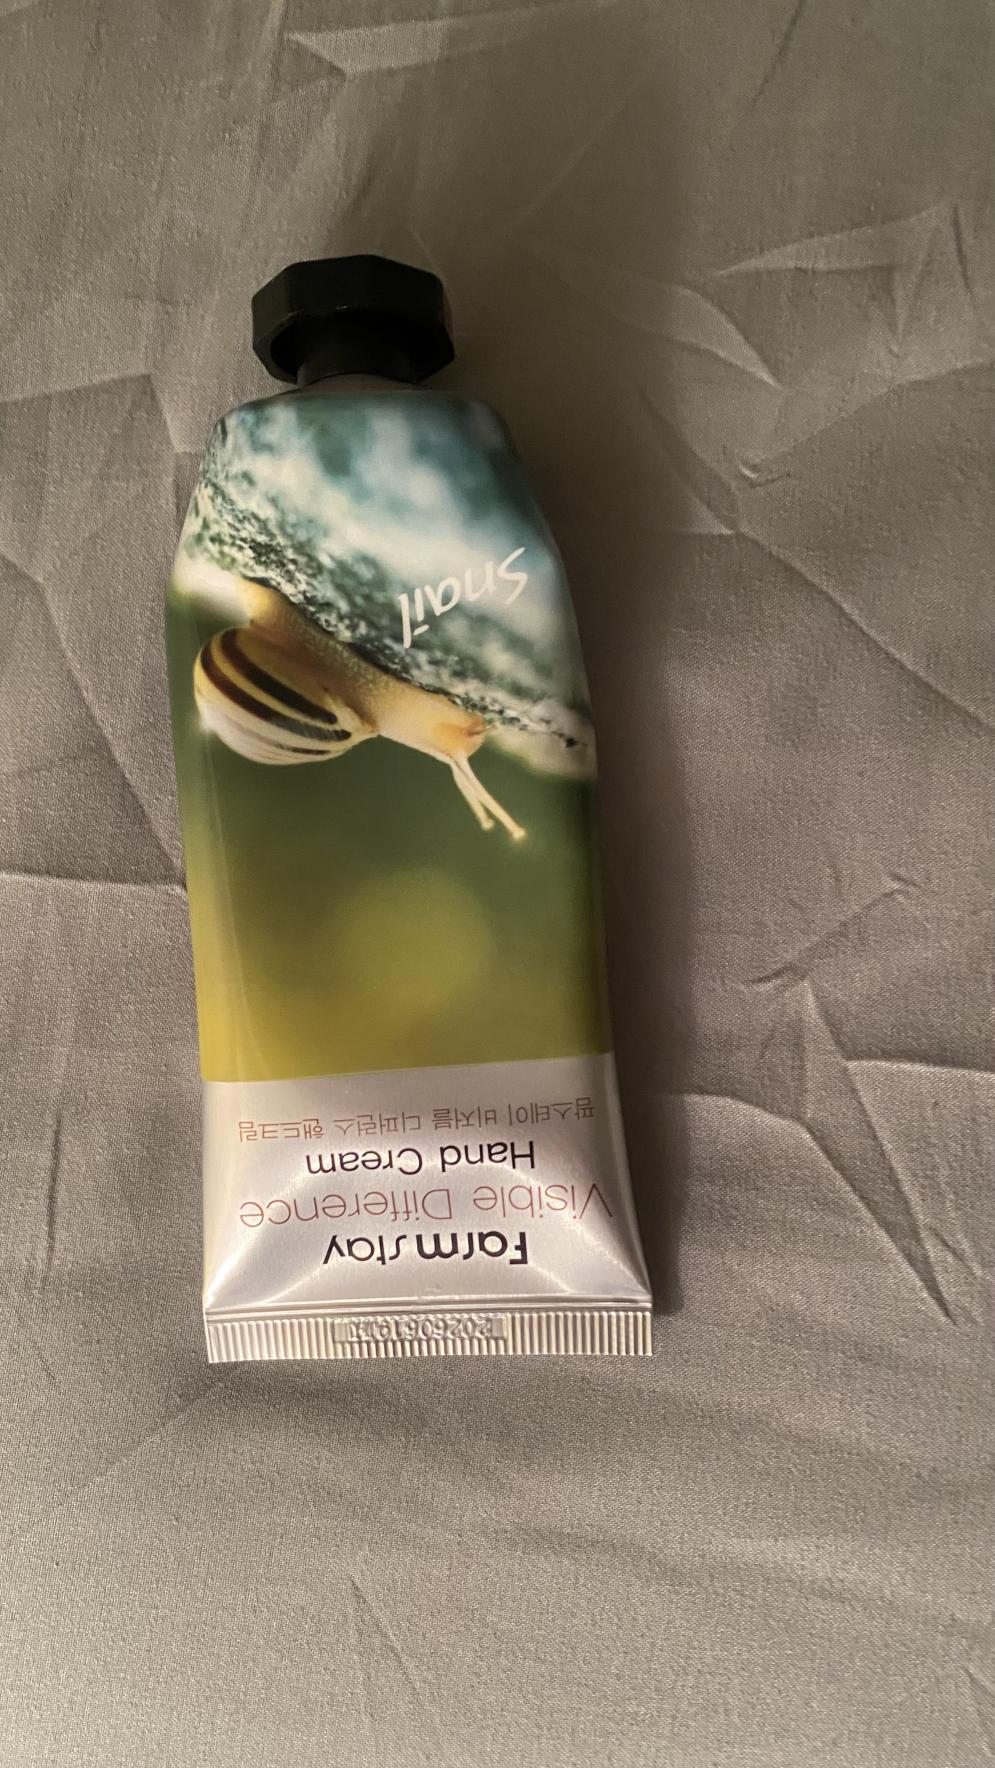 Farmstay
Visible Difference
Hand Cream
팜스테이 비저블 디퍼런스 핸드크림
Snail